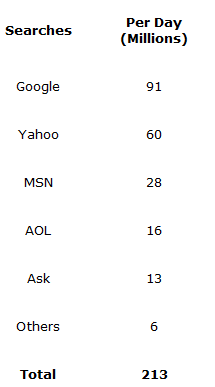 Searches Per Day (Millions)
Google 91
Yahoo 60
MSN 28
AOL 16
Ask 13
Others 6
Total 213